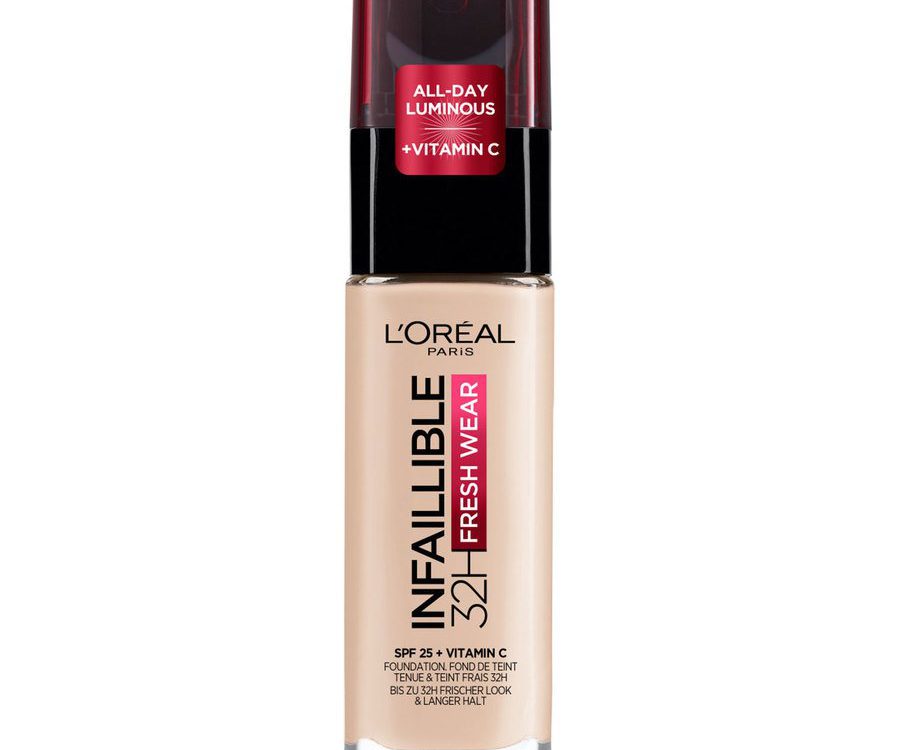 ALL-DAY
LUMINOUS
+VITAMIN C
L'ORÉAL
PARiS
INFAILLIBLE
32H FRESH WEAR
SPF 25 + VITAMIN C
FOUNDATION. FOND DE TEINT
TENUE & TEINT FRAIS 32H
BIS ZU 32H FRISCHER LOOK
& LANGER HALT